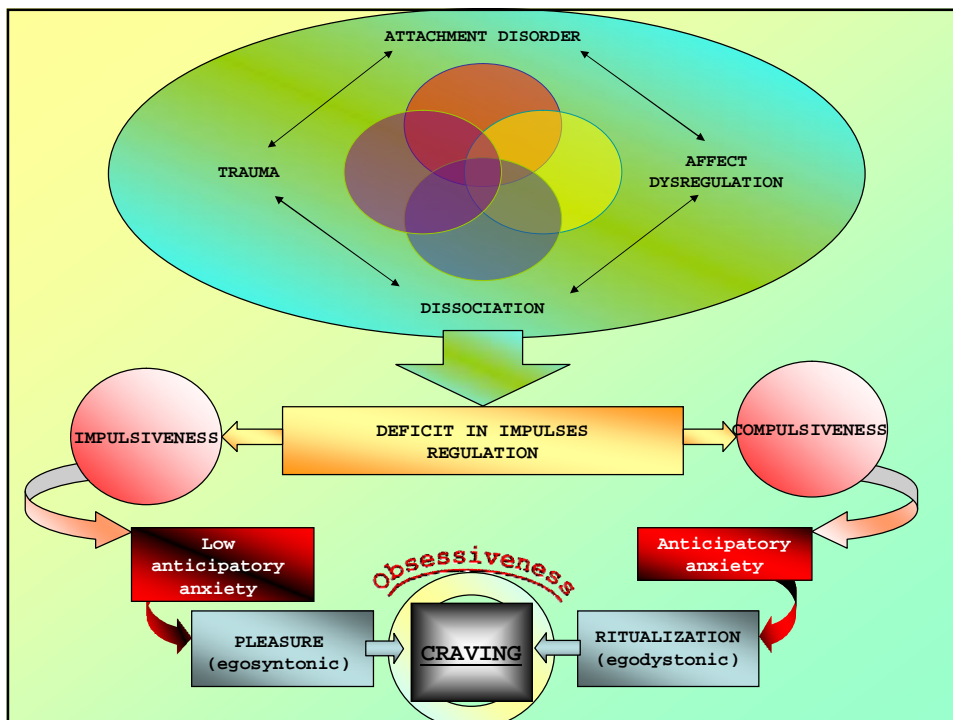 ATTACHMENT DISORDER
TRAUMA
AFFECT
DYSREGULATION
DISSOCIATION
IMPULSIVENESS
DEFICIT IN IMPULSES
REGULATION
COMPULSIVENESS
Low
anticipatory
anxiety
Obsessiveness
Anticipatory
anxiety
PLEASURE
(egosyntonic)
CRAVING
RITUALIZATION
(egodystonic)